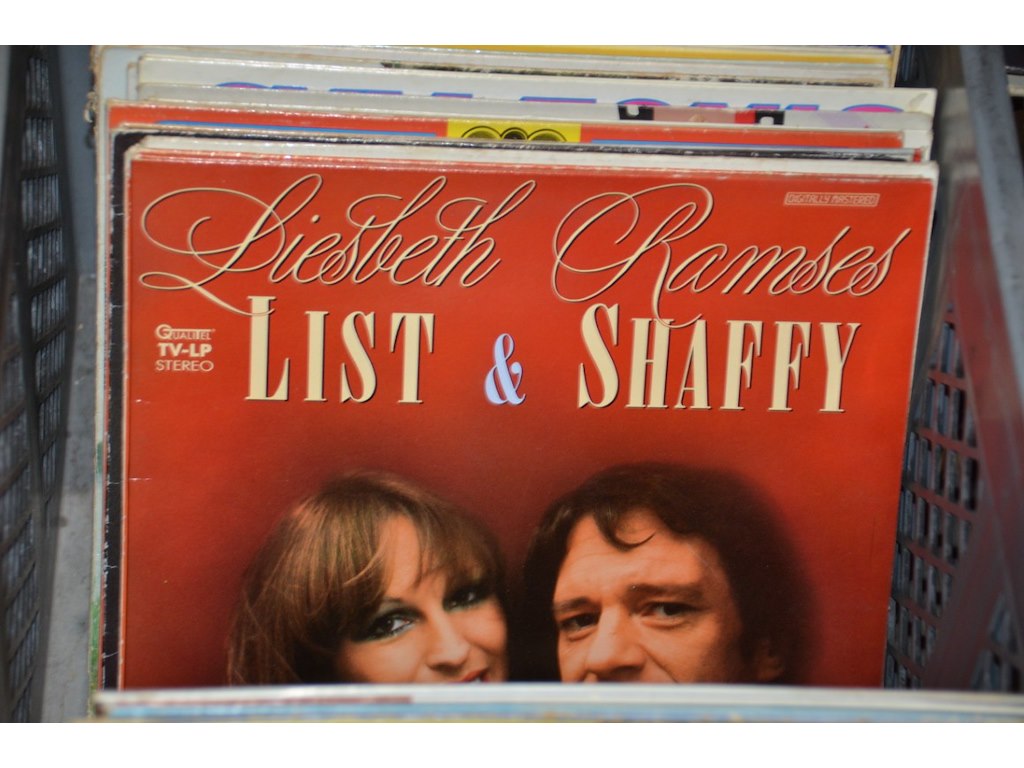 DIGITALLY MASTERED
Liesbeth Ramses
LIST & SHAFFY
QUALITEL
TV-LP
STEREO